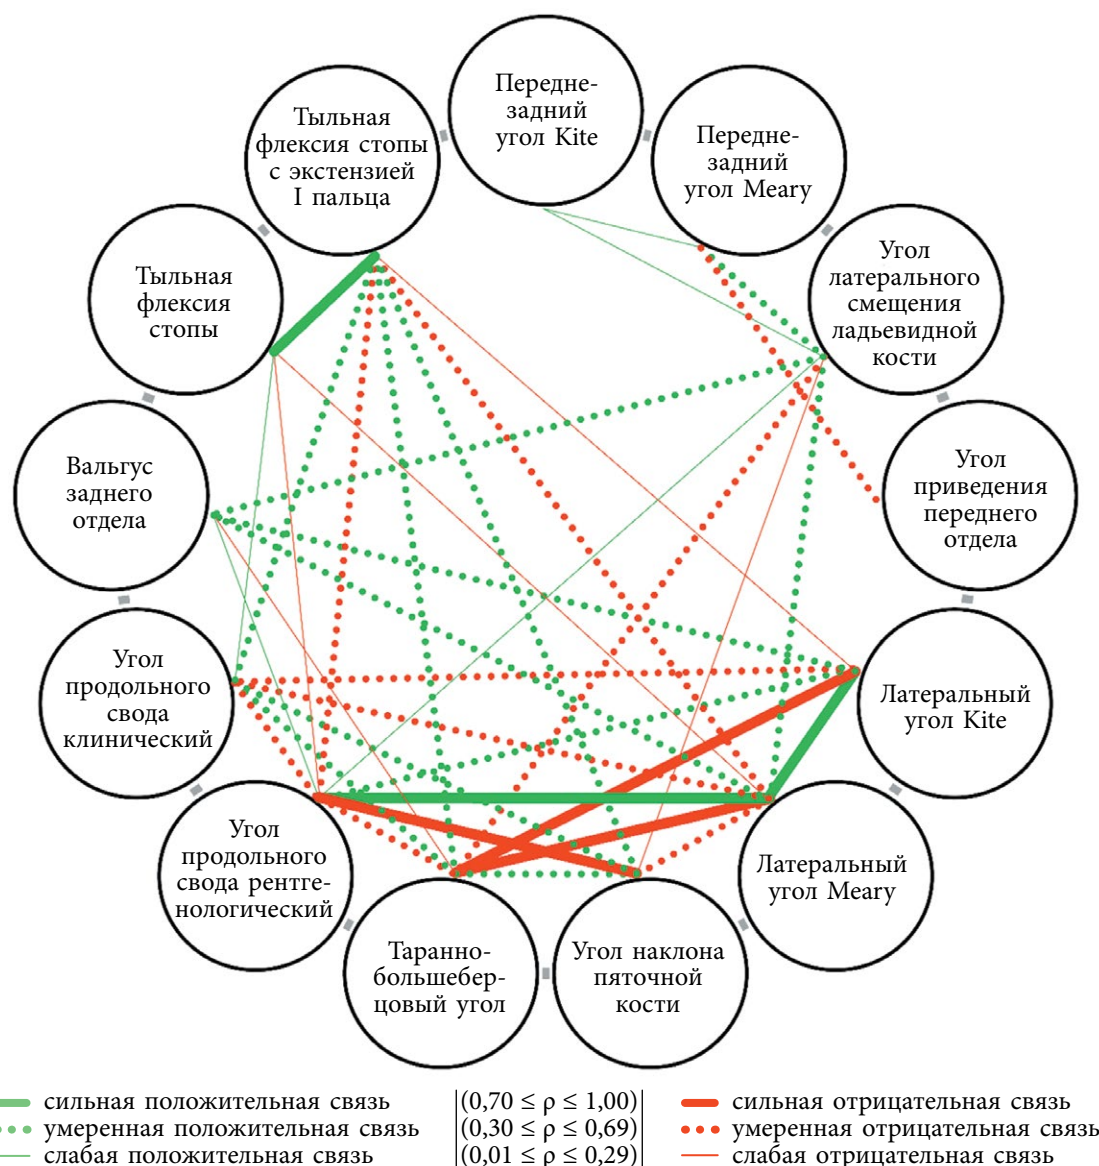 Передне-
задний
угол Kite
Передне-
задний
угол Meary
Тыльная
флексия стопы
с экстензией
I пальца
Угол
латерального
смещения
ладьевидной
кости
Тыльная
флексия
стопы
Угол
приведения
переднего
отдела
Вальгус
заднего
отдела
Латеральный
угол Kite
Угол
продольного
свода
клинический
Латеральный
угол Meary
Угол
продольного
свода рентге-
нологический
Угол наклона
пяточной
кости
Таранно-
большебер-
цовый угол
сильная положительная связь |(0,70 ≤ ρ ≤ 1,00)| сильная отрицательная связь
умеренная положительная связь |(0,30 ≤ ρ ≤ 0,69)| умеренная отрицательная связь
слабая положительная связь |(0,01 ≤ ρ ≤ 0,29)| слабая отрицательная связь